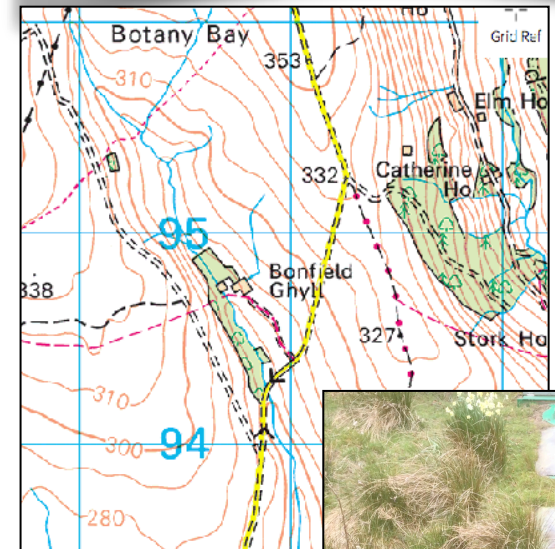 Botany Bay
Ho
Grid Ref
353
310
Elm Ho
332
Catherine
Ho
95
Bonfield
Ghyll
338
327
Stork Ho
310
300
94
280